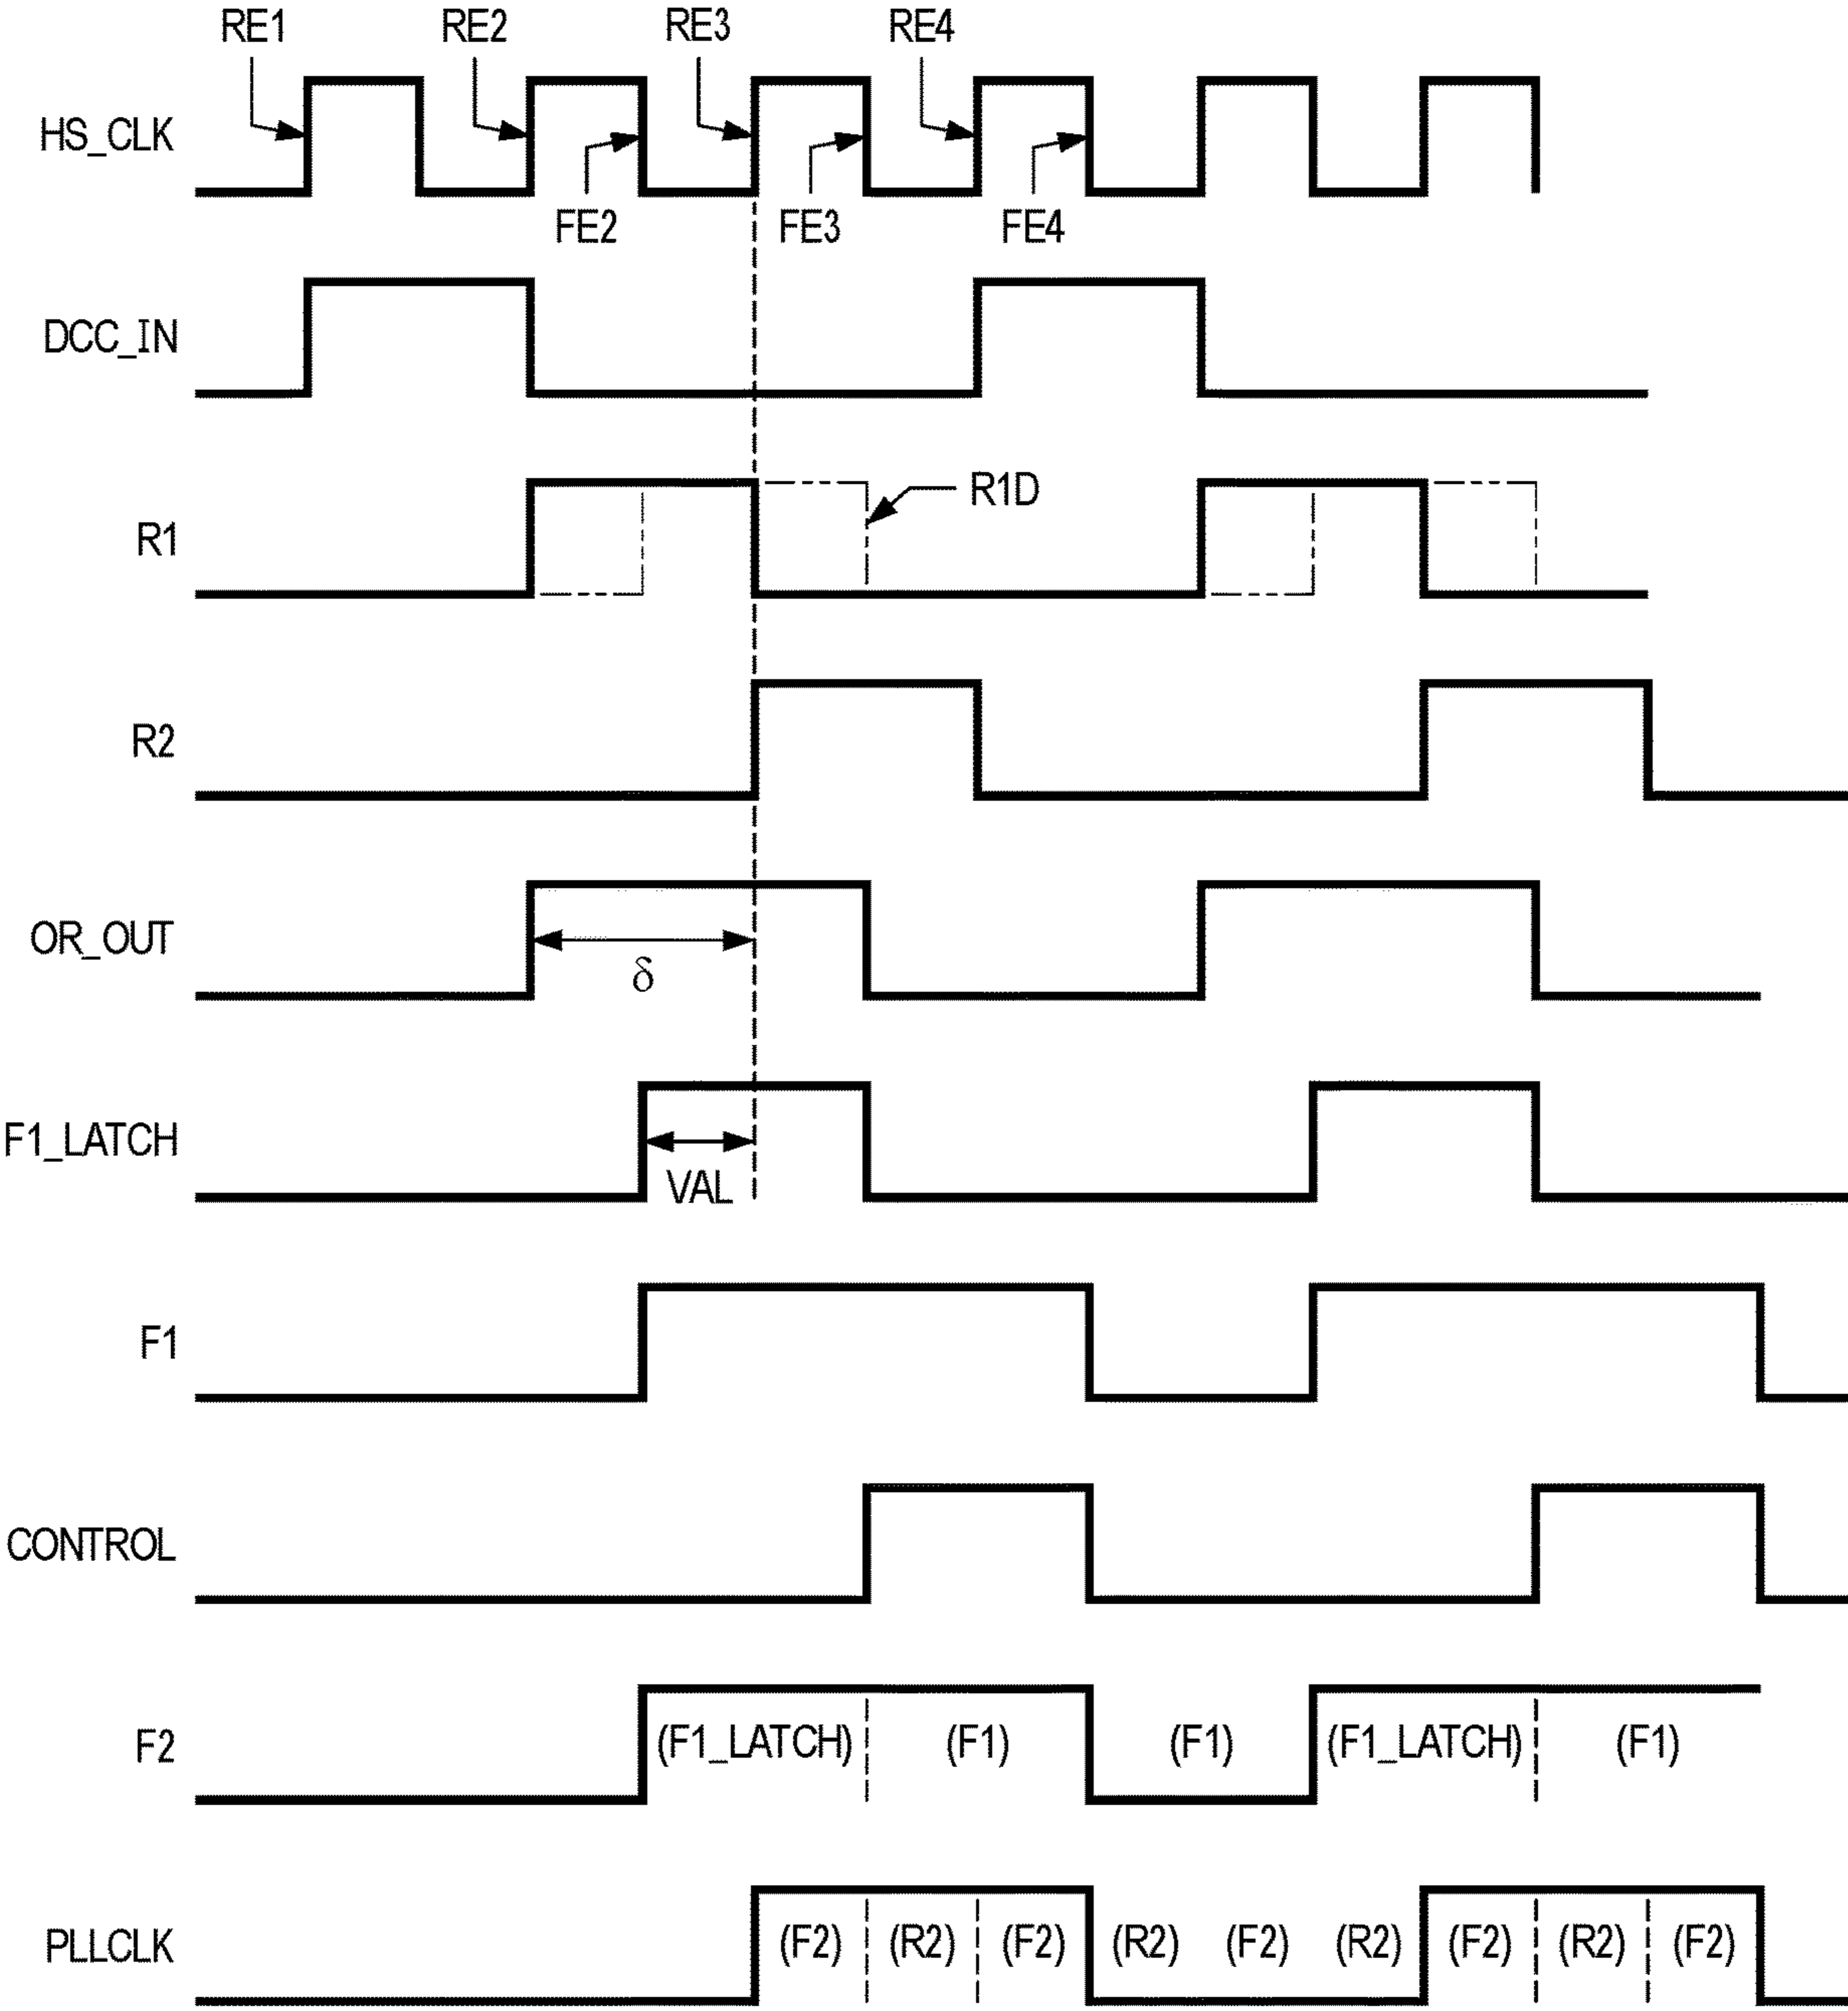 RE1 RE2 RE3 RE4
HS_CLK
FE2 FE3 FE4
DCC_IN
R1D
R1
R2
OR_OUT
δ
F1_LATCH
VAL
F1
CONTROL
F2 (F1_LATCH) (F1) (F1) (F1_LATCH) (F1)
PLLCLK (F2) (R2) (F2) (R2) (F2) (R2) (F2) (R2) (F2)